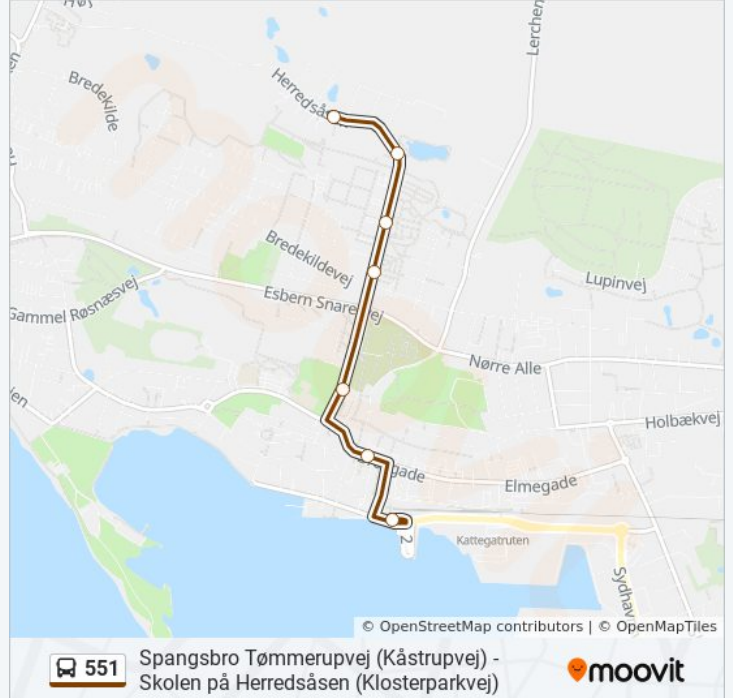 Lerchen
Bredekilde
Herredsåsen
Bredekildevej
Lupinvej
Esbern Snares Vej
Gammel Røsnæsvej
Nørre Alle
Holbækvej
Elmegade
Kattegatruten
2
Sydhav
© OpenStreetMap contributors | © OpenMapTiles
551
Spangsbro Tømmerupvej (Kåstrupvej) -
Skolen på Herredsåsen (Klosterparkvej)
moovit